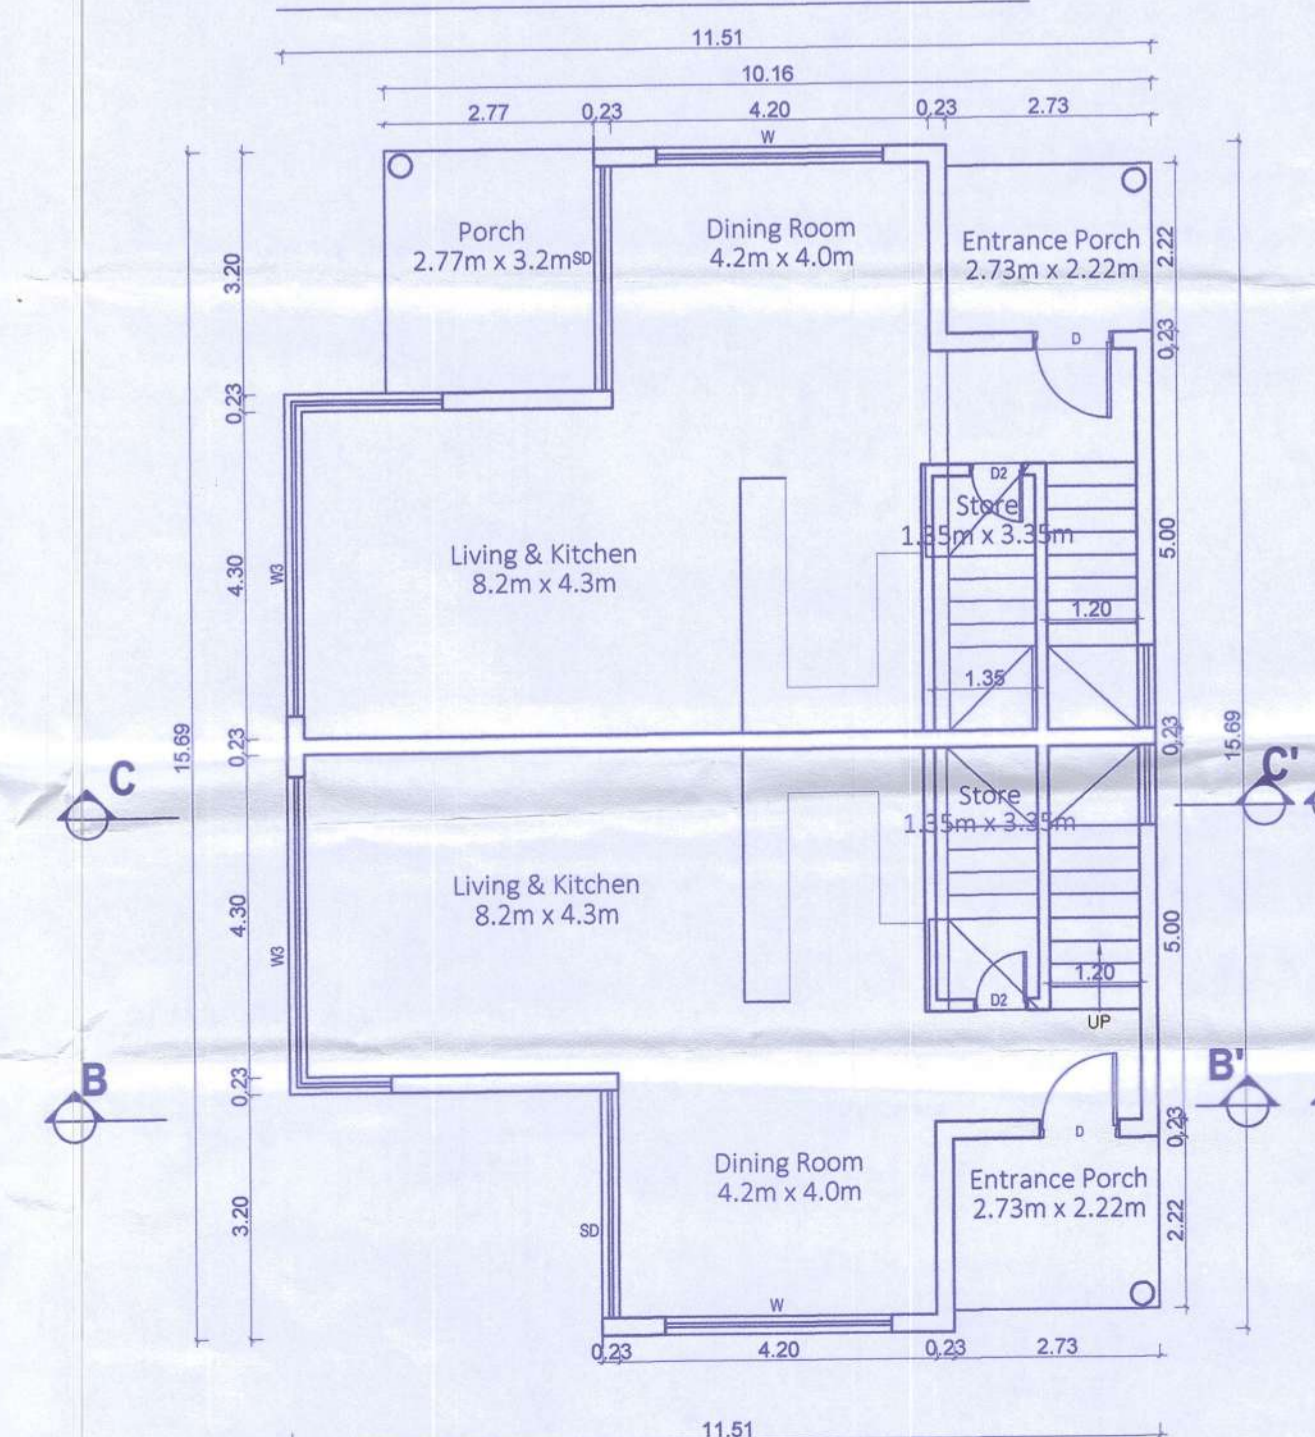 11.51
10.16
2.77 0,23 4.20 0,23 2.73
W
Porch
2.77m x 3.2m
SD
Dining Room
4.2m x 4.0m
Entrance Porch
2.73m x 2.22m
3.20
2.22
0,23
D
0,23
D2
Store
1.35m x 3.35m
5.00
Living & Kitchen
8.2m x 4.3m
W3
4.30
1.20
1.35
15.69
0,23
0,23
15.69
C
C'
Store
1.35m x 3.35m
Living & Kitchen
8.2m x 4.3m
4.30
W3
5.00
1.20
D2
UP
B
B'
0,23
0,23
D
Dining Room
4.2m x 4.0m
Entrance Porch
2.73m x 2.22m
3.20
SD
2.22
W
0,23 4.20 0,23 2.73
11.51